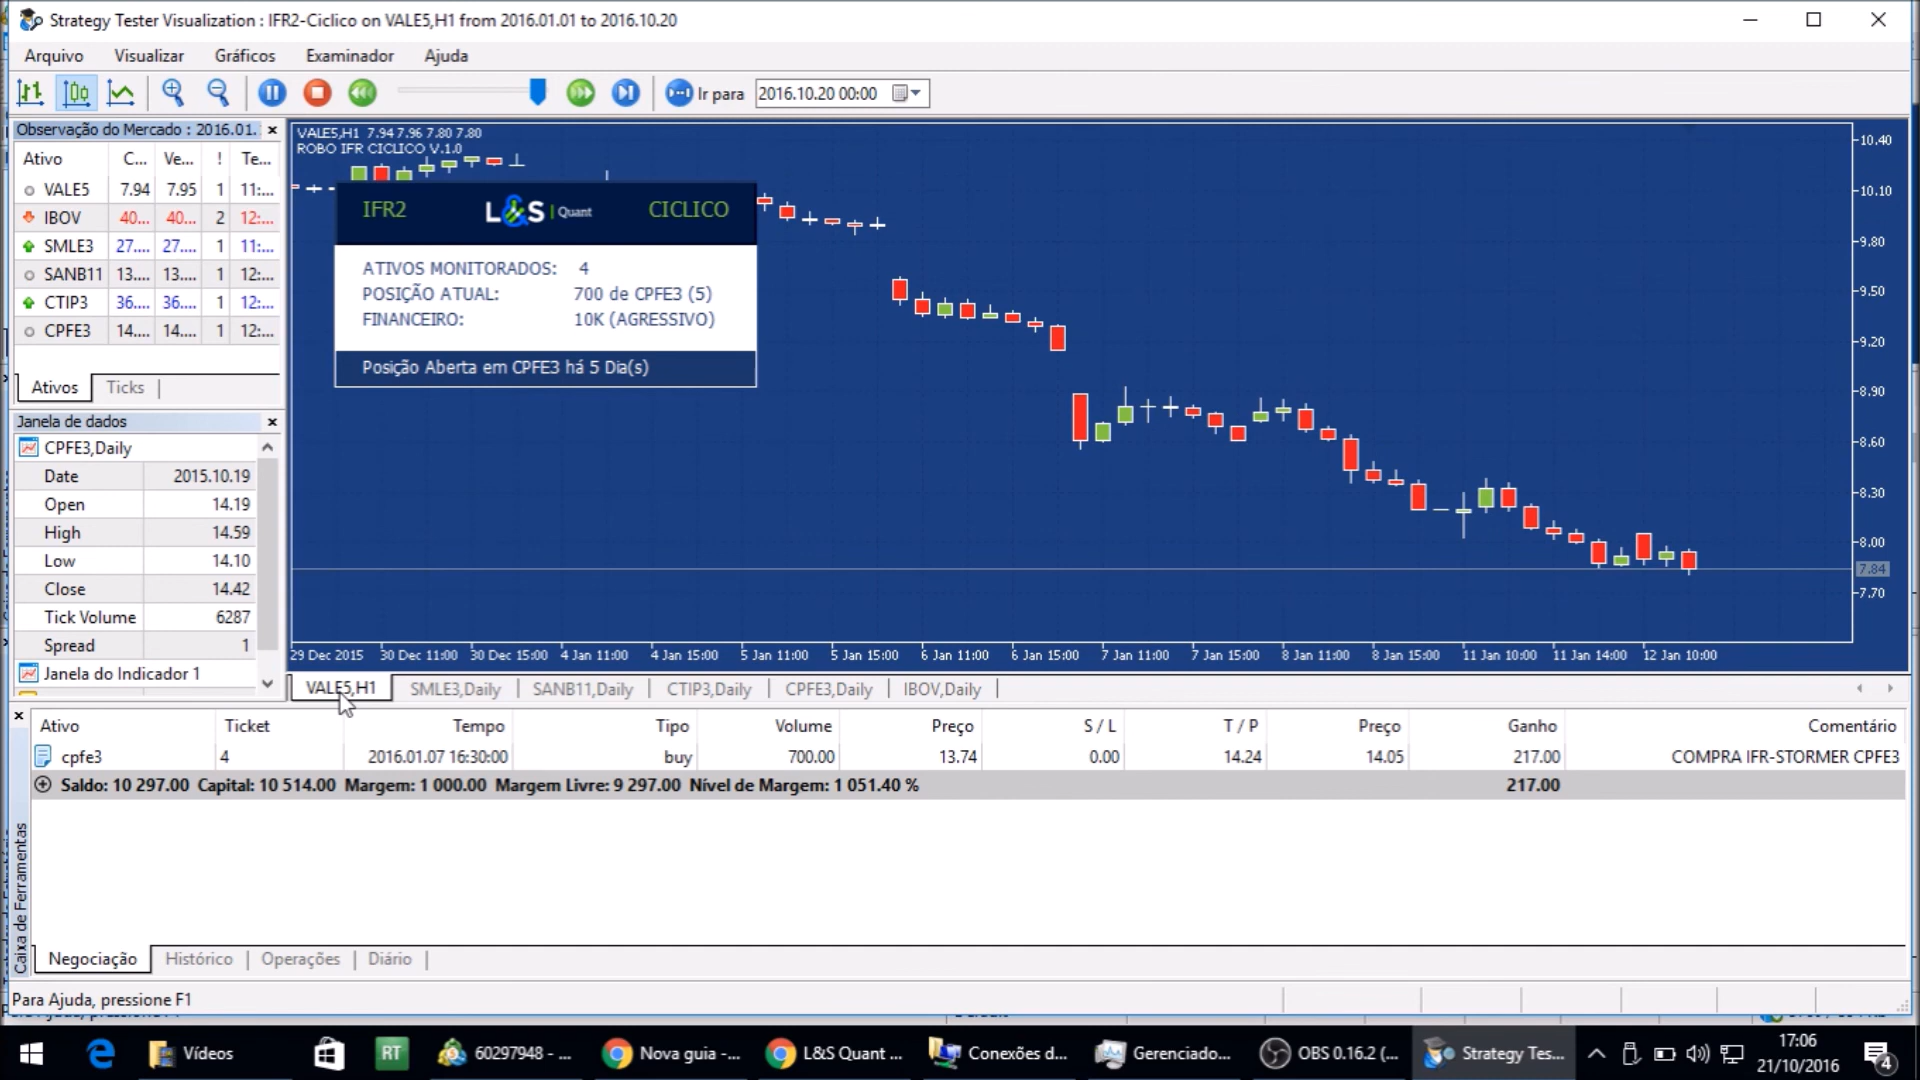 Strategy Tester Visualization : IFR2-Ciclico on VALE5,H1 from 2016.01.01 to 2016.10.20
Arquivo Visualizar Gráficos Examinador Ajuda
Ir para 2016.10.20 00:00
Observação do Mercado : 2016.01.
Ativo C... Ve... ! Te...
VALE5 7.94 7.95 1 11:...
IBOV 40... 40... 2 12:...
SMLE3 27.... 27.... 1 11:...
SANB11 13.... 13.... 1 12:...
CTIP3 36.... 36.... 1 12:...
CPFE3 14.... 14.... 1 12:...
Ativos Ticks
Janela de dados
CPFE3,Daily
Date 2015.10.19
Open 14.19
High 14.59
Low 14.10
Close 14.42
Tick Volume 6287
Spread 1
Janela do Indicador 1
VALE5,H1 7.94 7.96 7.80 7.80
ROBO IFR CICLICO V.1.0
IFR2 L&S | Quant CICLICO
ATIVOS MONITORADOS: 4
POSIÇÃO ATUAL: 700 de CPFE3 (5)
FINANCEIRO: 10K (AGRESSIVO)
Posição Aberta em CPFE3 há 5 Dia(s)
10.40
10.10
9.80
9.50
9.20
8.90
8.60
8.30
8.00
7.84
7.70
29 Dec 2015 30 Dec 11:00 30 Dec 15:00 4 Jan 11:00 4 Jan 15:00 5 Jan 11:00 5 Jan 15:00 6 Jan 11:00 6 Jan 15:00 7 Jan 11:00 7 Jan 15:00 8 Jan 11:00 8 Jan 15:00 11 Jan 10:00 11 Jan 14:00 12 Jan 10:00
VALE5,H1 SMLE3,Daily SANB11,Daily CTIP3,Daily CPFE3,Daily IBOV,Daily
Ativo Ticket Tempo Tipo Volume Preço S / L T / P Preço Ganho Comentário
cpfe3 4 2016.01.07 16:30:00 buy 700.00 13.74 0.00 14.24 14.05 217.00 COMPRA IFR-STORMER CPFE3
Saldo: 10 297.00 Capital: 10 514.00 Margem: 1 000.00 Margem Livre: 9 297.00 Nível de Margem: 1 051.40 % 217.00
Caixa de Ferramentas
Negociação Histórico Operações Diário
Para Ajuda, pressione F1
Vídeos RT 60297948 - ... Nova guia -... L&S Quant ... Conexões d... Gerenciado... OBS 0.16.2 (... Strategy Tes... 17:06
21/10/2016 4